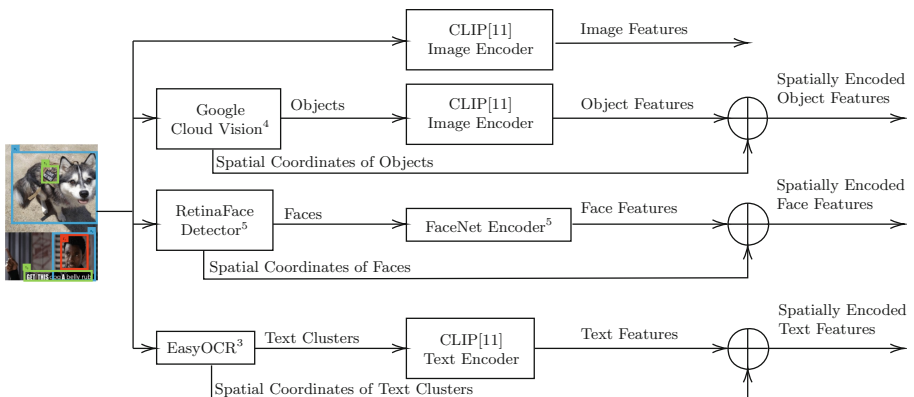 CLIP[11]
Image Encoder
Image Features
Google
Cloud Vision⁴
Objects
CLIP[11]
Image Encoder
Object Features
Spatially Encoded
Object Features
Spatial Coordinates of Objects
RetinaFace
Detector⁵
Faces
FaceNet Encoder⁵
Face Features
Spatially Encoded
Face Features
Spatial Coordinates of Faces
GET THIS dog A belly rub
EasyOCR³
Text Clusters
CLIP[11]
Text Encoder
Text Features
Spatially Encoded
Text Features
Spatial Coordinates of Text Clusters